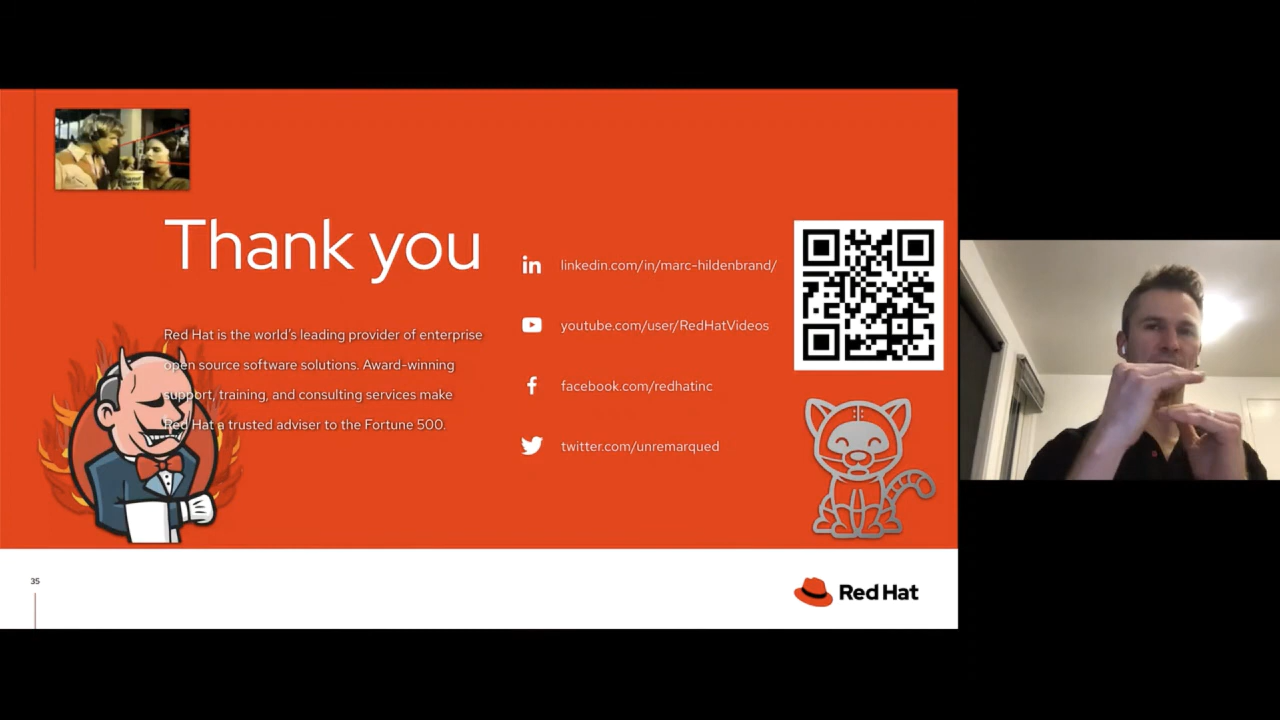 Thank you
Red Hat is the world's leading provider of enterprise
open source software solutions. Award-winning
support, training, and consulting services make
Red Hat a trusted adviser to the Fortune 500.
in
linkedin.com/in/marc-hildenbrand/
youtube.com/user/RedHatVideos
f
facebook.com/redhatinc
twitter.com/unremarqued
35
Red Hat